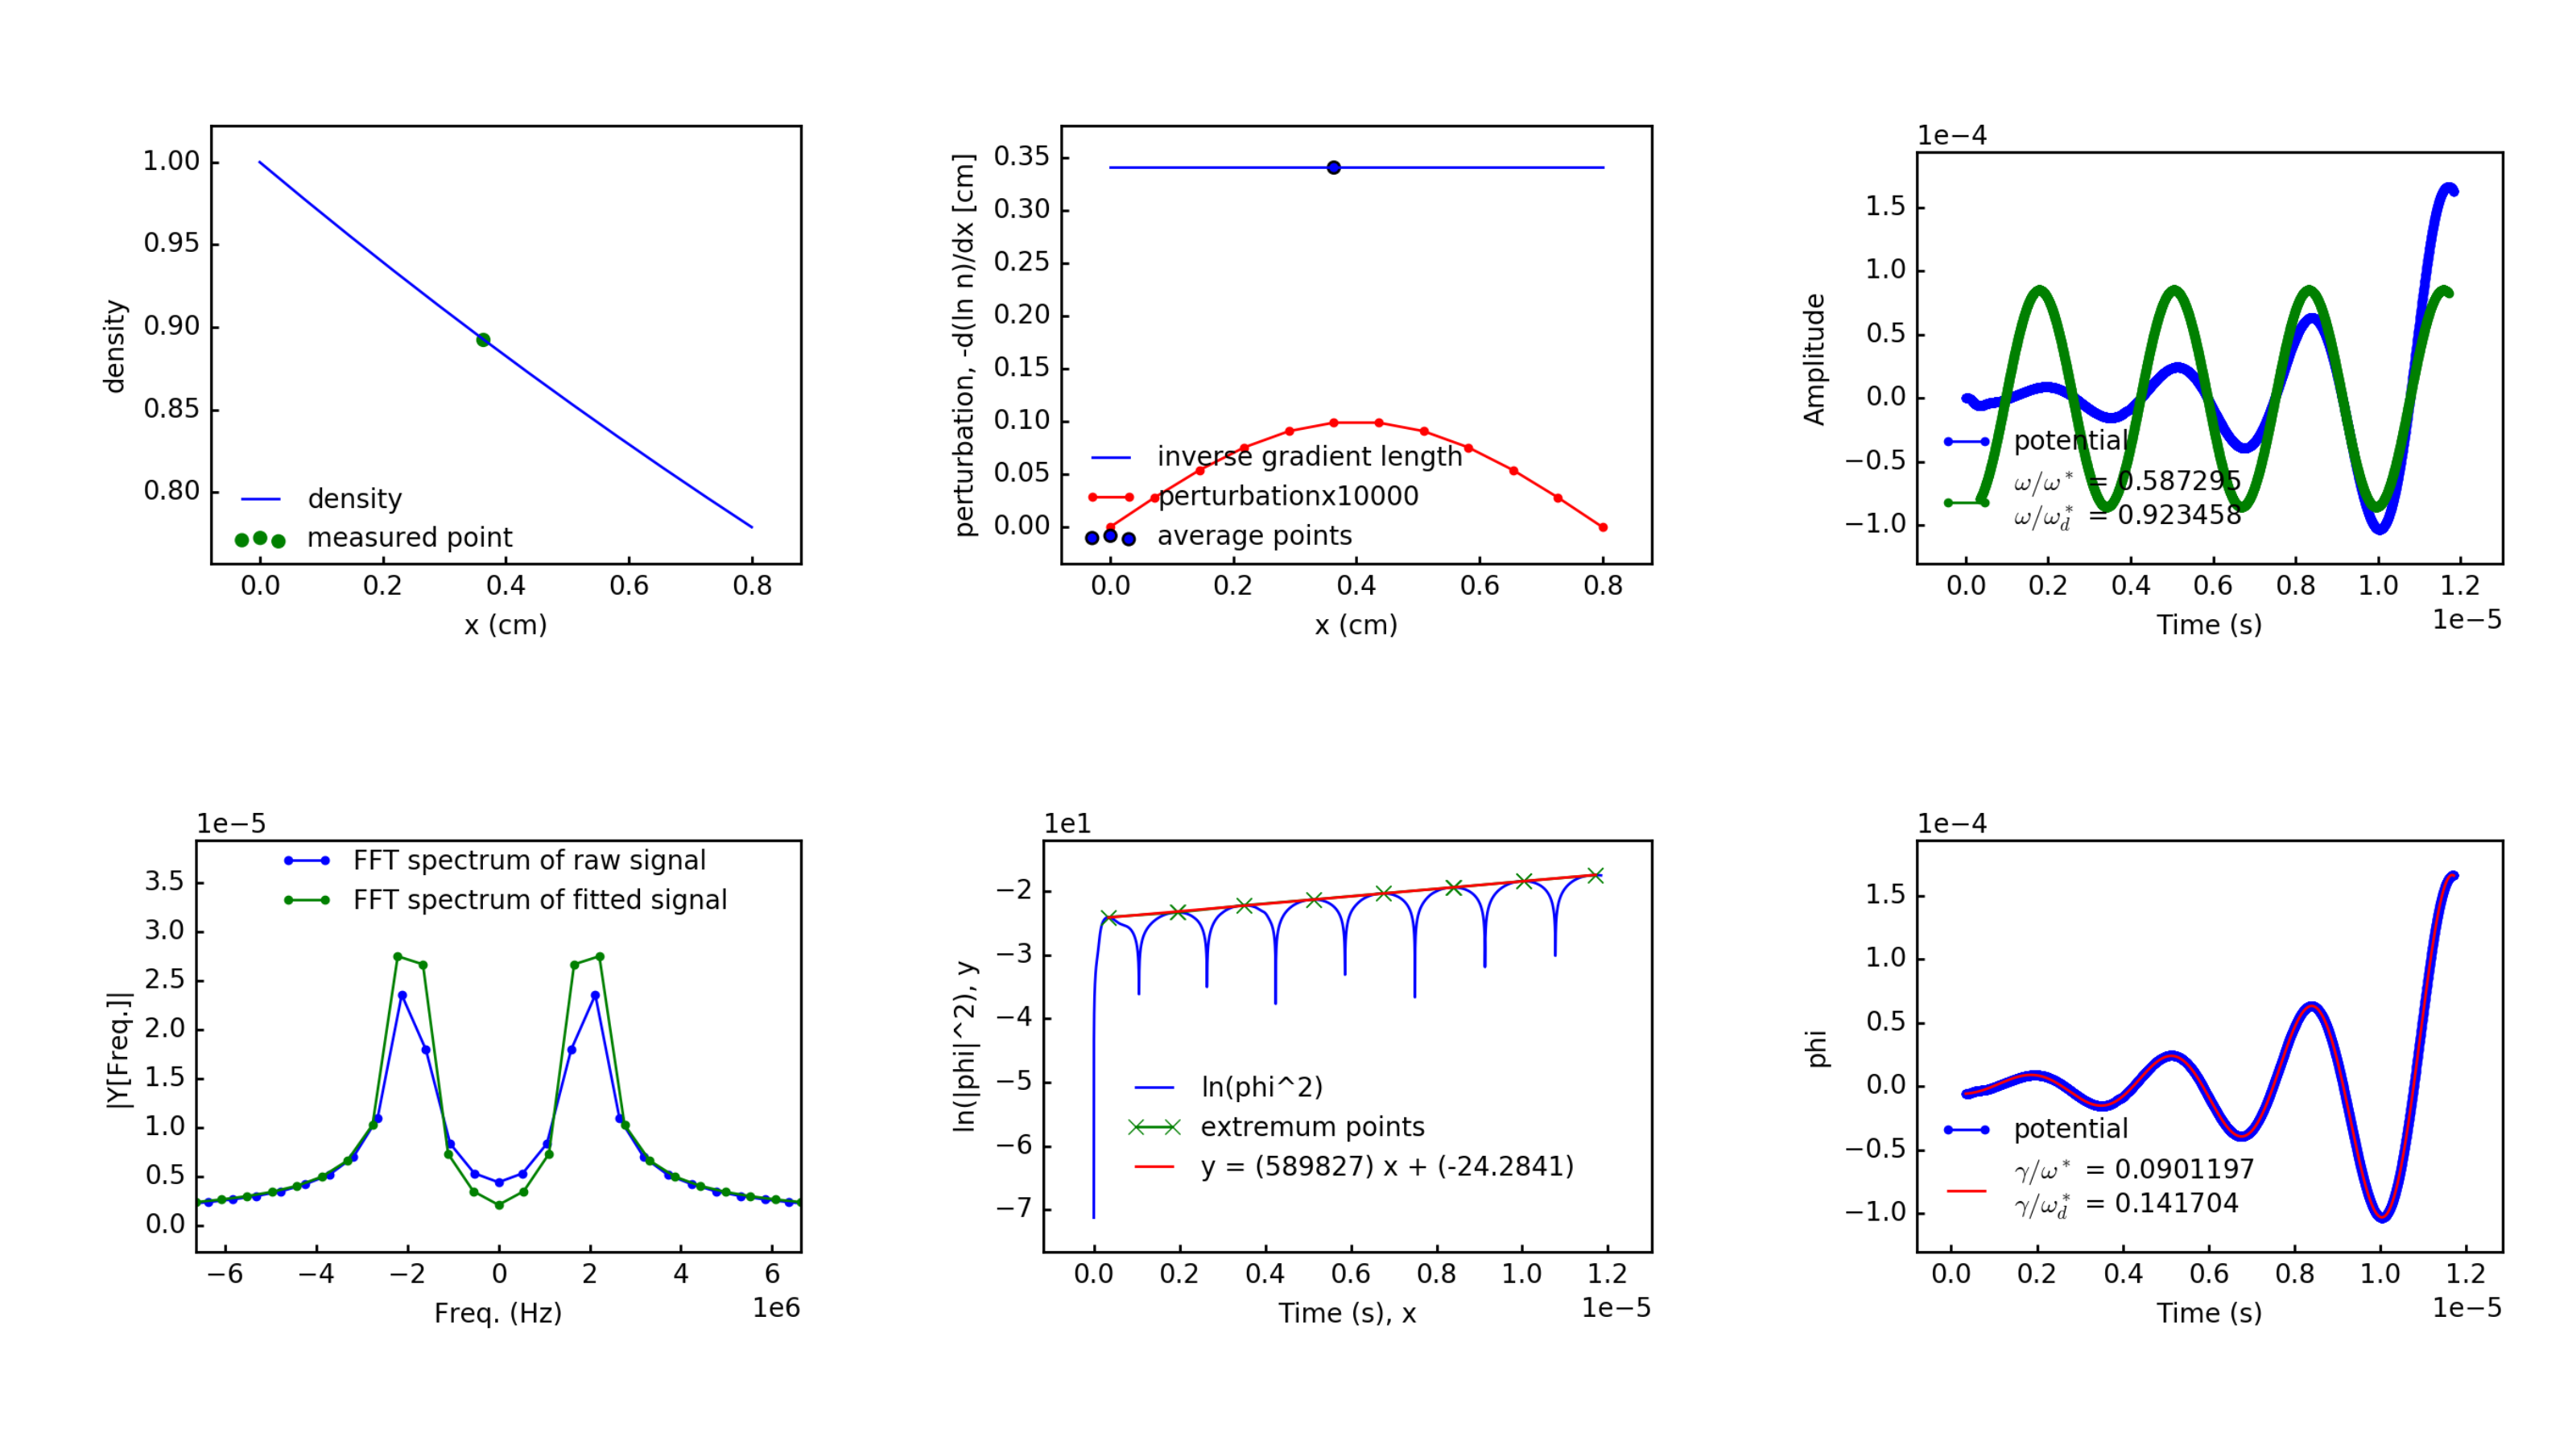 1.00
0.95
0.90
0.85
0.80
density
density
measured point
0.0 0.2 0.4 0.6 0.8
x (cm)
0.35
0.30
0.25
0.20
0.15
0.10
0.05
0.00
perturbation, -d(ln n)/dx [cm]
inverse gradient length
perturbationx10000
average points
0.0 0.2 0.4 0.6 0.8
x (cm)
1e−4
1.5
1.0
0.5
0.0
−0.5
−1.0
Amplitude
potential
ω/ω* = 0.587295
ω/ω*_d = 0.923458
0.0 0.2 0.4 0.6 0.8 1.0 1.2
1e−5
Time (s)
1e−5
3.5
3.0
2.5
2.0
1.5
1.0
0.5
0.0
|Y[Freq.]|
FFT spectrum of raw signal
FFT spectrum of fitted signal
−6 −4 −2 0 2 4 6
1e6
Freq. (Hz)
1e1
−2
−3
−4
−5
−6
−7
ln(|phi|^2), y
ln(phi^2)
extremum points
y = (589827) x + (-24.2841)
0.0 0.2 0.4 0.6 0.8 1.0 1.2
1e−5
Time (s), x
1e−4
1.5
1.0
0.5
0.0
−0.5
−1.0
phi
potential
γ/ω* = 0.0901197
γ/ω*_d = 0.141704
0.0 0.2 0.4 0.6 0.8 1.0 1.2
1e−5
Time (s)